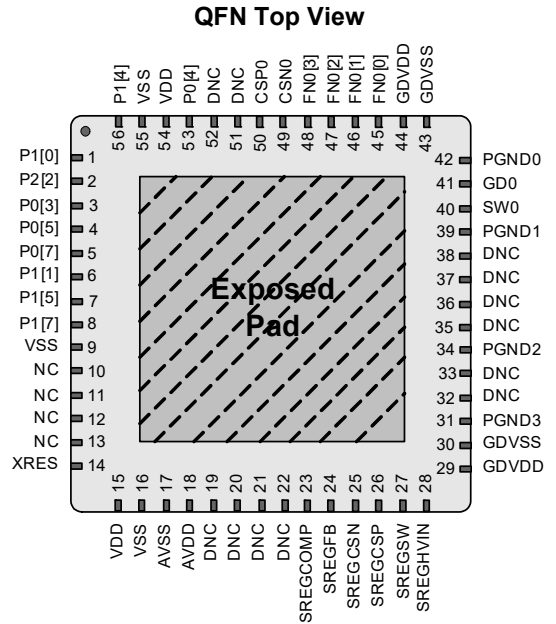 QFN Top View
P1[4]
VSS
VDD
P0[4]
DNC
DNC
CSP0
CSN0
FN0[3]
FN0[2]
FN0[1]
FN0[0]
GDVDD
GDVSS
56
55
54
53
52
51
50
49
48
47
46
45
44
43
P1[0] 1
P2[2] 2
P0[3] 3
P0[5] 4
P0[7] 5
P1[1] 6
P1[5] 7
P1[7] 8
VSS 9
NC 10
NC 11
NC 12
NC 13
XRES 14
Exposed
Pad
42 PGND0
41 GD0
40 SW0
39 PGND1
38 DNC
37 DNC
36 DNC
35 DNC
34 PGND2
33 DNC
32 DNC
31 PGND3
30 GDVSS
29 GDVDD
15
16
17
18
19
20
21
22
23
24
25
26
27
28
VDD
VSS
AVSS
AVDD
DNC
DNC
DNC
DNC
SREGCOMP
SREGFB
SREGCSN
SREGCSP
SREGSW
SREGHVIN